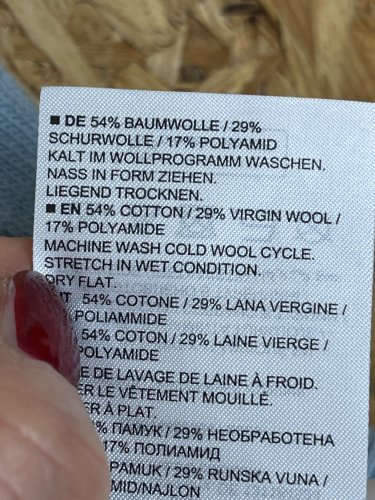 ■ DE 54% BAUMWOLLE / 29%
SCHURWOLLE / 17% POLYAMID
KALT IM WOLLPROGRAMM WASCHEN.
NASS IN FORM ZIEHEN.
LIEGEND TROCKNEN.
■ EN 54% COTTON / 29% VIRGIN WOOL /
17% POLYAMIDE
MACHINE WASH COLD WOOL CYCLE.
STRETCH IN WET CONDITION.
DRY FLAT.
54% COTONE / 29% LANA VERGINE /
POLIAMMIDE
54% COTON / 29% LAINE VIERGE /
POLYAMIDE
DE LAVAGE DE LAINE À FROID.
LE VÊTEMENT MOUILLÉ.
À PLAT.
ПАМУК / 29% НЕОБРАБОТЕНА
17% ПОЛИАМИД
PAMUK / 29% RUNSKA VUNA /
AMID/NAJLON